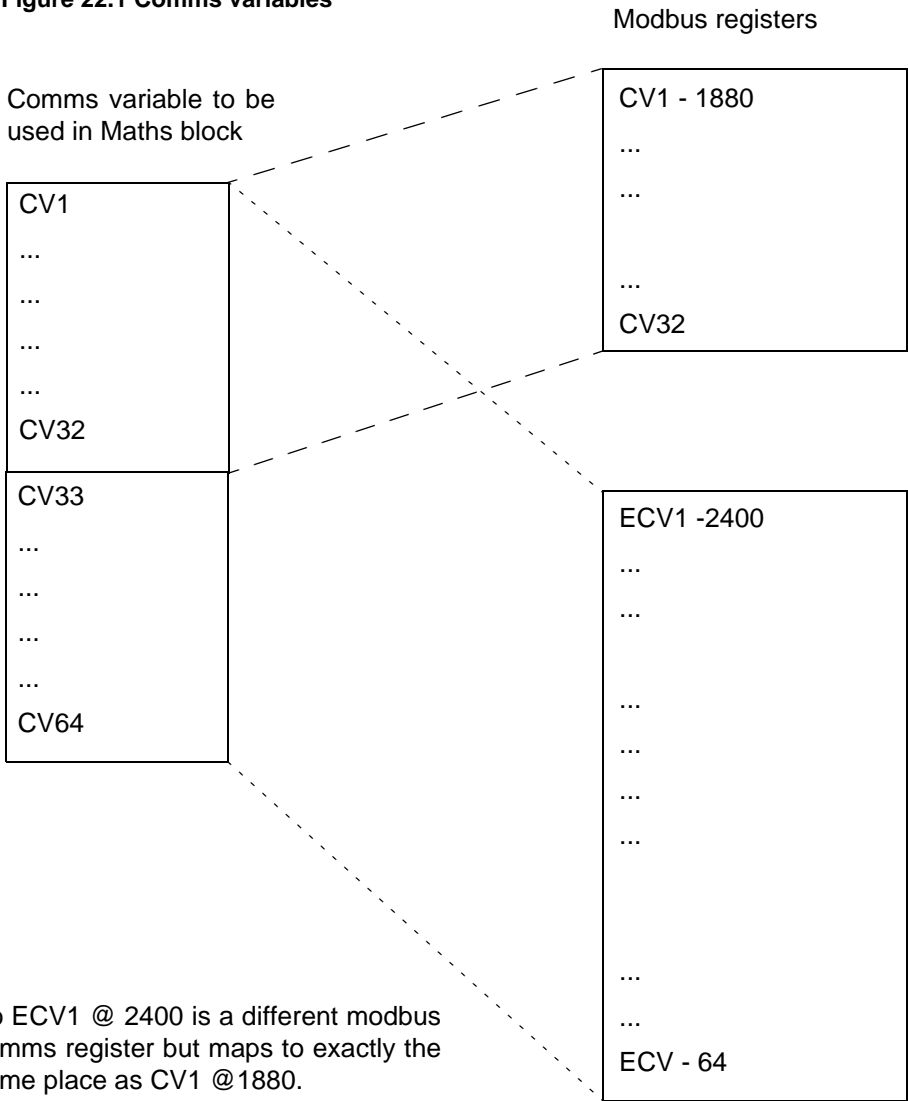 Figure 22.1 Comms variables
Modbus registers
Comms variable to be
used in Maths block
CV1
...
...
...
...
CV32
CV33
...
...
...
...
CV64
CV1 - 1880
...
...
...
CV32
ECV1 -2400
...
...
...
...
...
...
...
...
ECV - 64
ECV1 @ 2400 is a different modbus
mms register but maps to exactly the
me place as CV1 @1880.